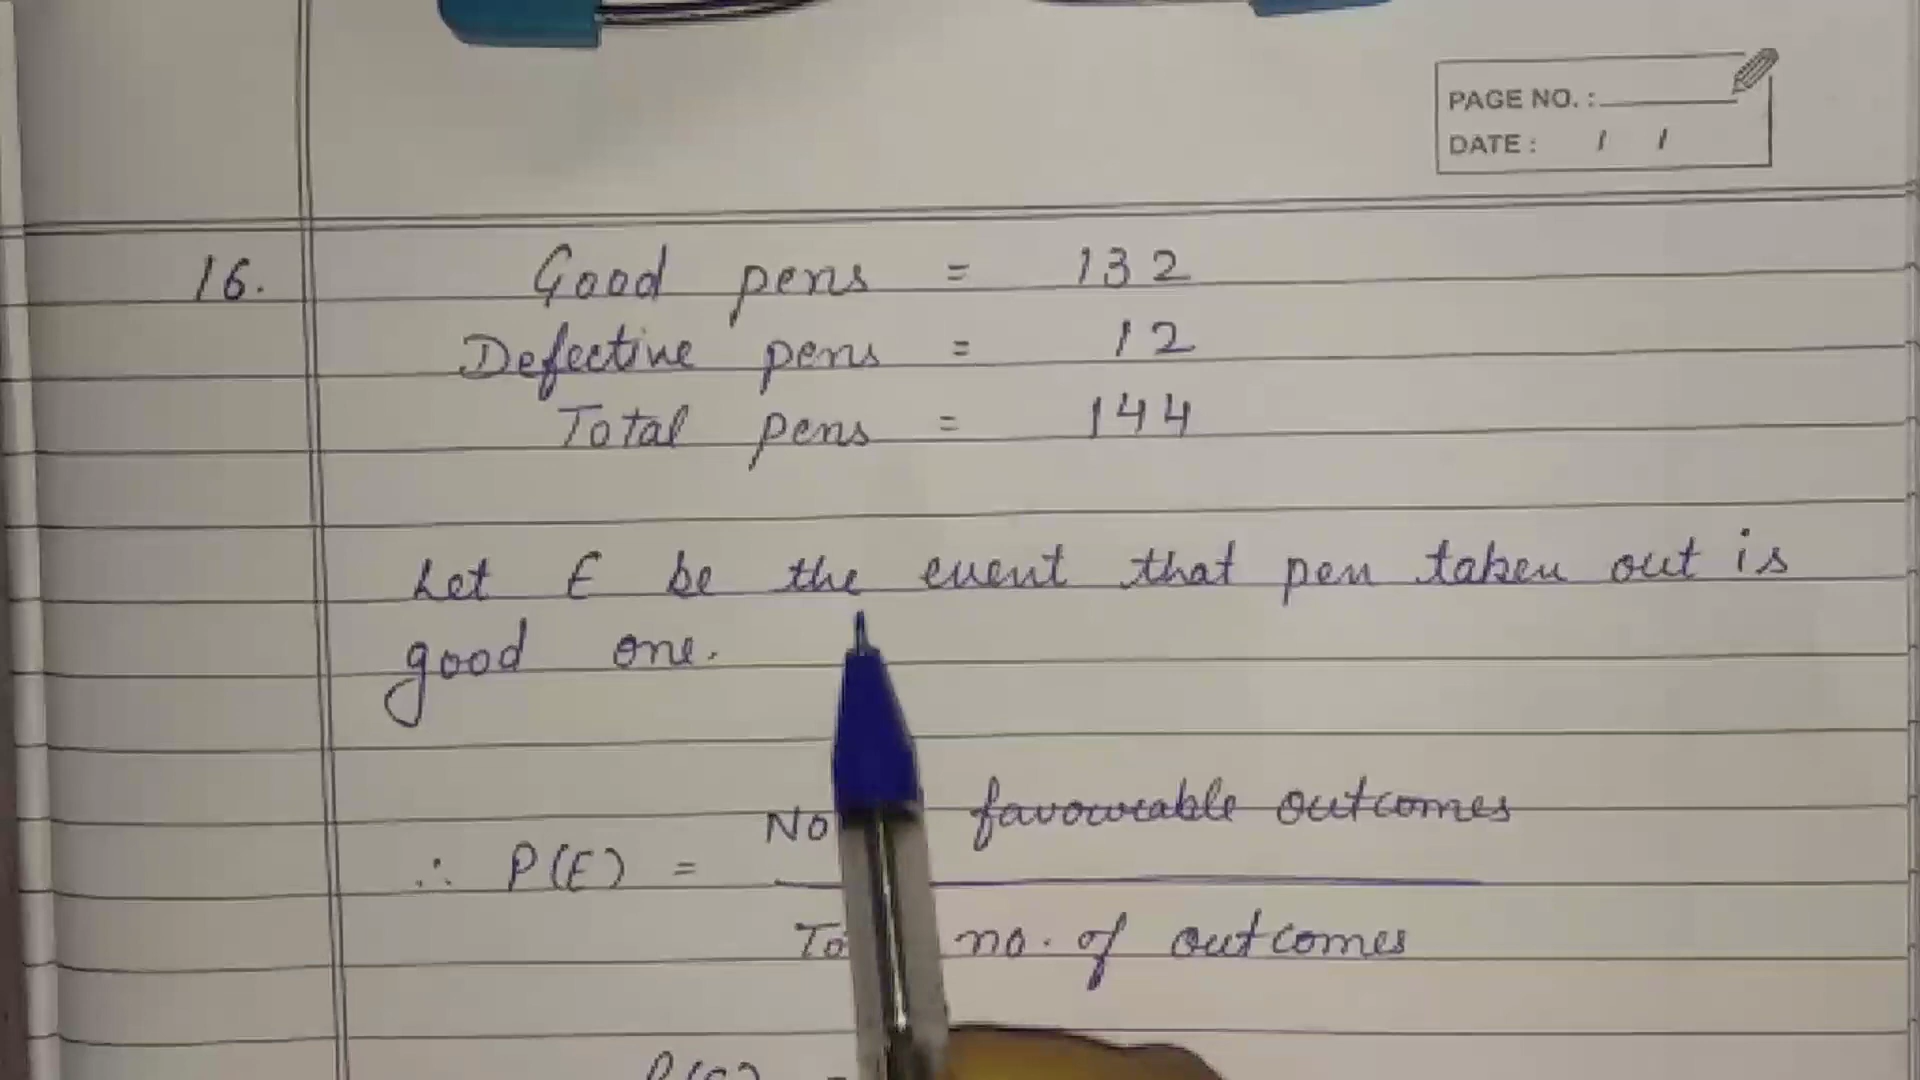 PAGE NO. :
DATE : / /
16. Good pens = 132
Defective pens = 12
Total pens = 144
Let E be the event that pen taken out is
good one.
No favourable outcomes
∴ P(E) =
no. of outcomes